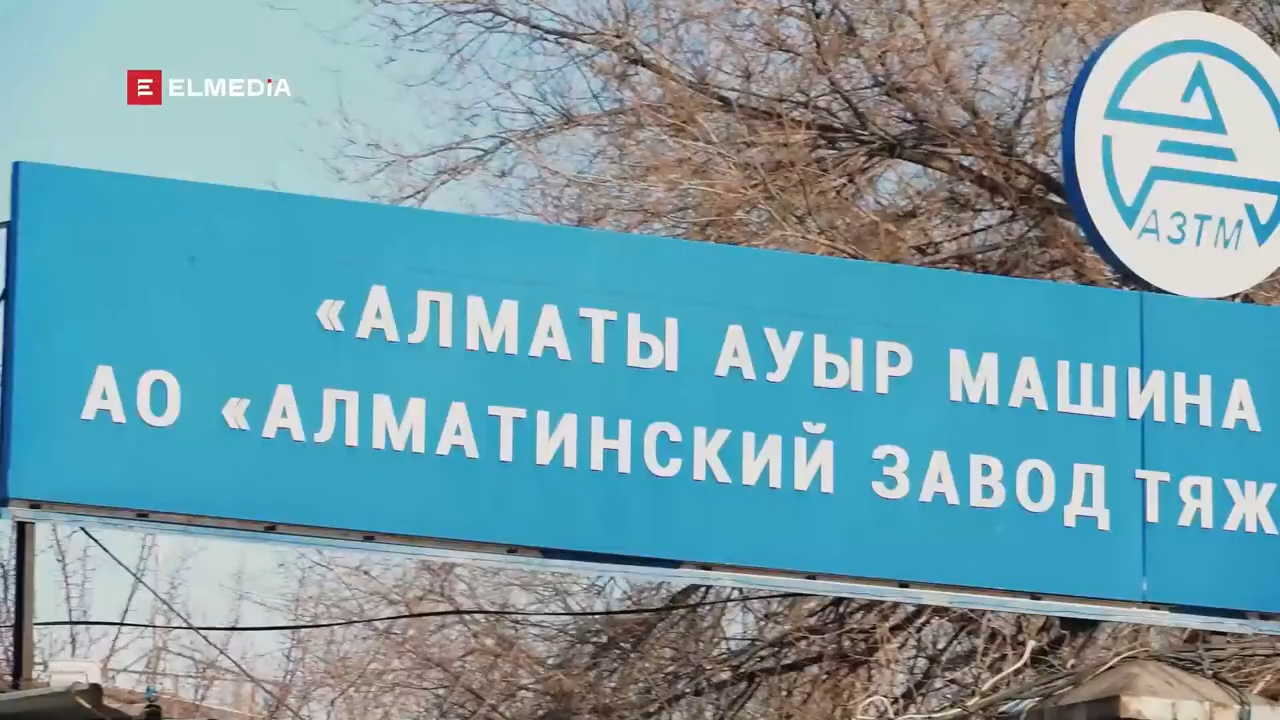 ELMEDIA
АЗТМ
«АЛМАТЫ АУЫР МАШИНА
АО «АЛМАТИНСКИЙ ЗАВОД ТЯЖ